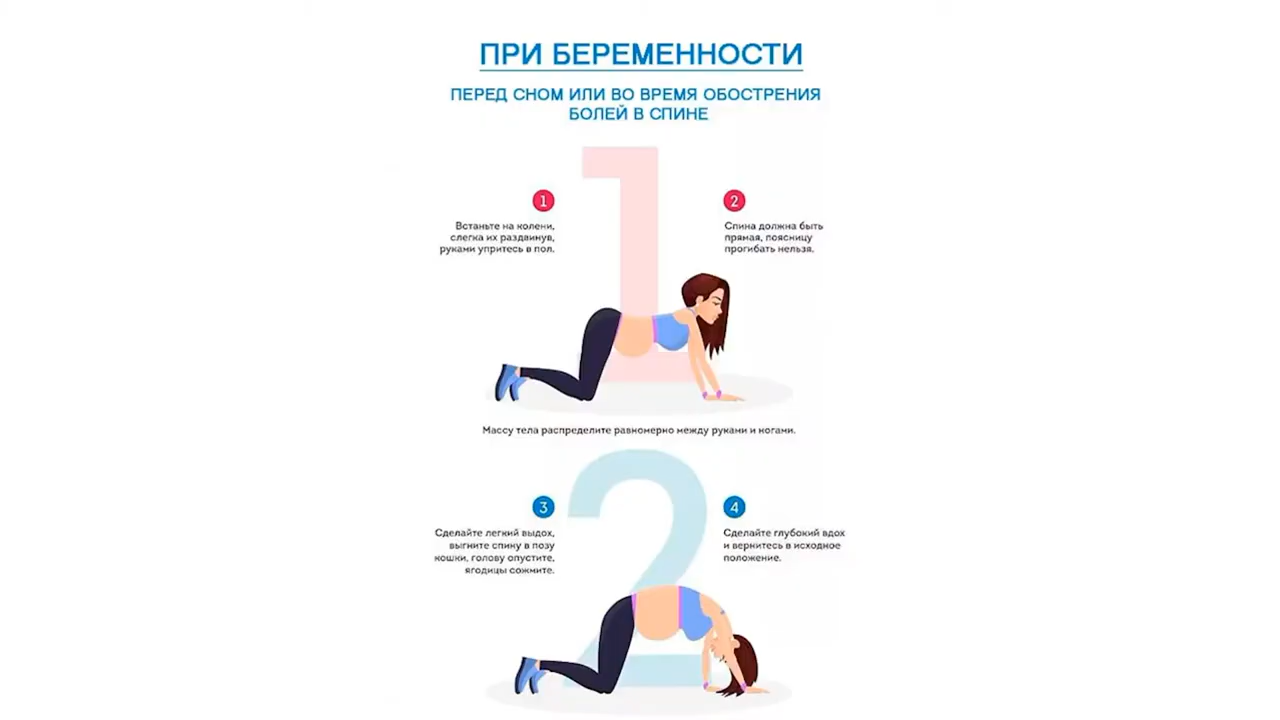 ПРИ БЕРЕМЕННОСТИ
ПЕРЕД СНОМ ИЛИ ВО ВРЕМЯ ОБОСТРЕНИЯ
БОЛЕЙ В СПИНЕ
1
1
Встаньте на колени,
слегка их раздвинув,
руками упритесь в пол.
2
Спина должна быть
прямая, поясницу
прогибать нельзя.
Массу тела распределите равномерно между руками и ногами.
2
3
Сделайте легкий выдох,
выгните спину в позу
кошки, голову опустите,
ягодицы сожмите.
4
Сделайте глубокий вдох
и вернитесь в исходное
положение.